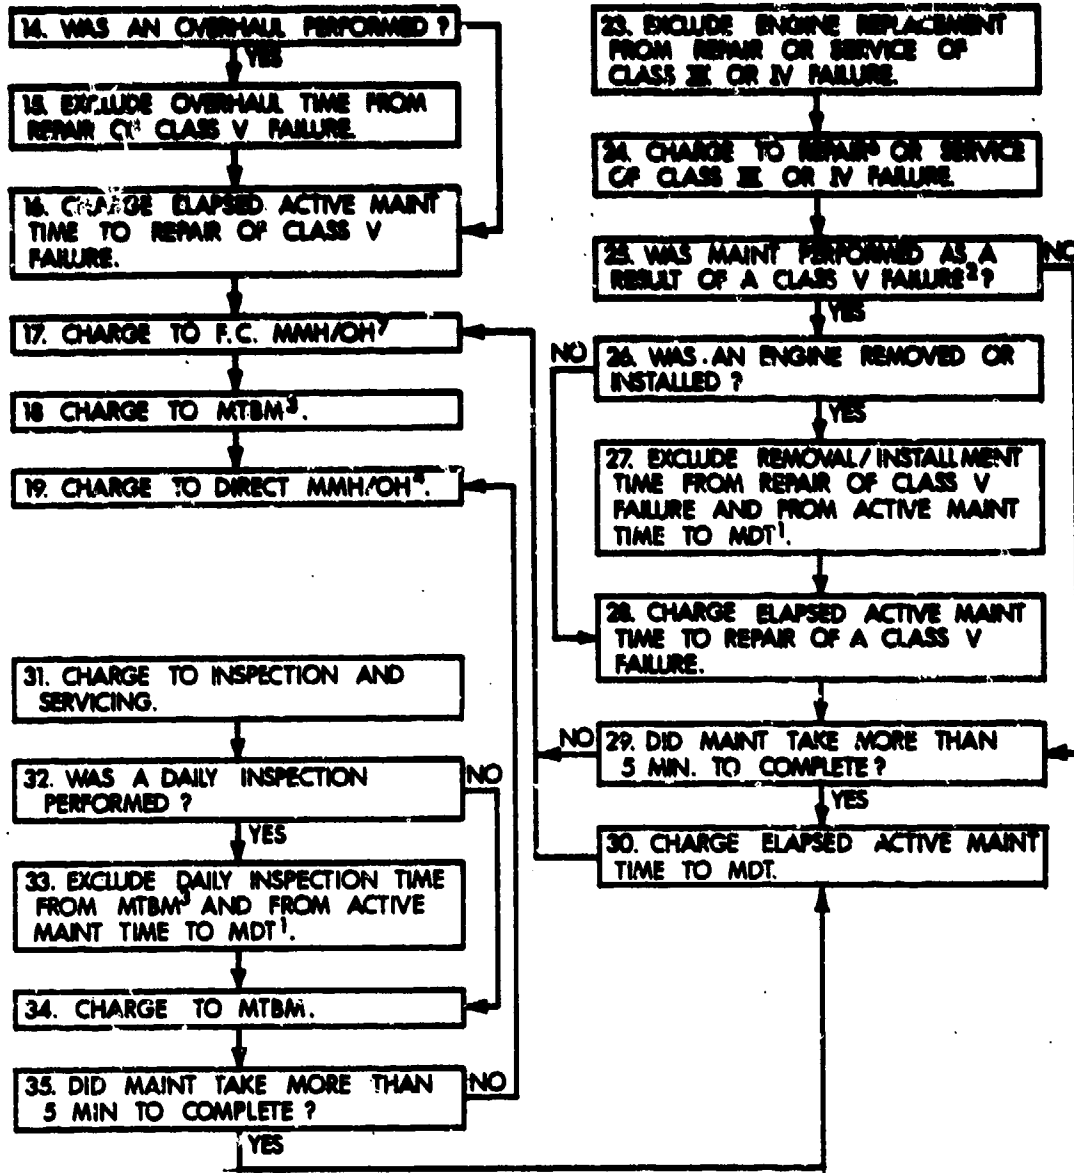 14. WAS AN OVERHAUL PERFORMED ?
YES
15. EXCLUDE OVERHAUL TIME FROM
REPAIR OF CLASS V FAILURE.
16. CHARGE ELAPSED ACTIVE MAINT
TIME TO REPAIR OF CLASS V
FAILURE.
17. CHARGE TO F.C. MMH/OH⁷
18 CHARGE TO MTBM³.
19. CHARGE TO DIRECT MMH/OH⁴.
31. CHARGE TO INSPECTION AND
SERVICING.
32. WAS A DAILY INSPECTION
PERFORMED ?
NO
YES
33. EXCLUDE DAILY INSPECTION TIME
FROM MTBM³ AND FROM ACTIVE
MAINT TIME TO MDT¹.
34. CHARGE TO MTBM.
35. DID MAINT TAKE MORE THAN
5 MIN TO COMPLETE ?
NO
YES
23. EXCLUDE ENGINE REPLACEMENT
FROM REPAIR OR SERVICE OF
CLASS III OR IV FAILURE.
24. CHARGE TO REPAIR OR SERVICE
OF CLASS III OR IV FAILURE.
25. WAS MAINT PERFORMED AS A
RESULT OF A CLASS V FAILURE²?
NO
YES
NO
26. WAS AN ENGINE REMOVED OR
INSTALLED ?
YES
27. EXCLUDE REMOVAL/INSTALLMENT
TIME FROM REPAIR OF CLASS V
FAILURE AND FROM ACTIVE MAINT
TIME TO MDT¹.
28. CHARGE ELAPSED ACTIVE MAINT
TIME TO REPAIR OF A CLASS V
FAILURE.
NO
29. DID MAINT TAKE MORE THAN
5 MIN. TO COMPLETE ?
YES
30. CHARGE ELAPSED ACTIVE MAINT
TIME TO MDT.